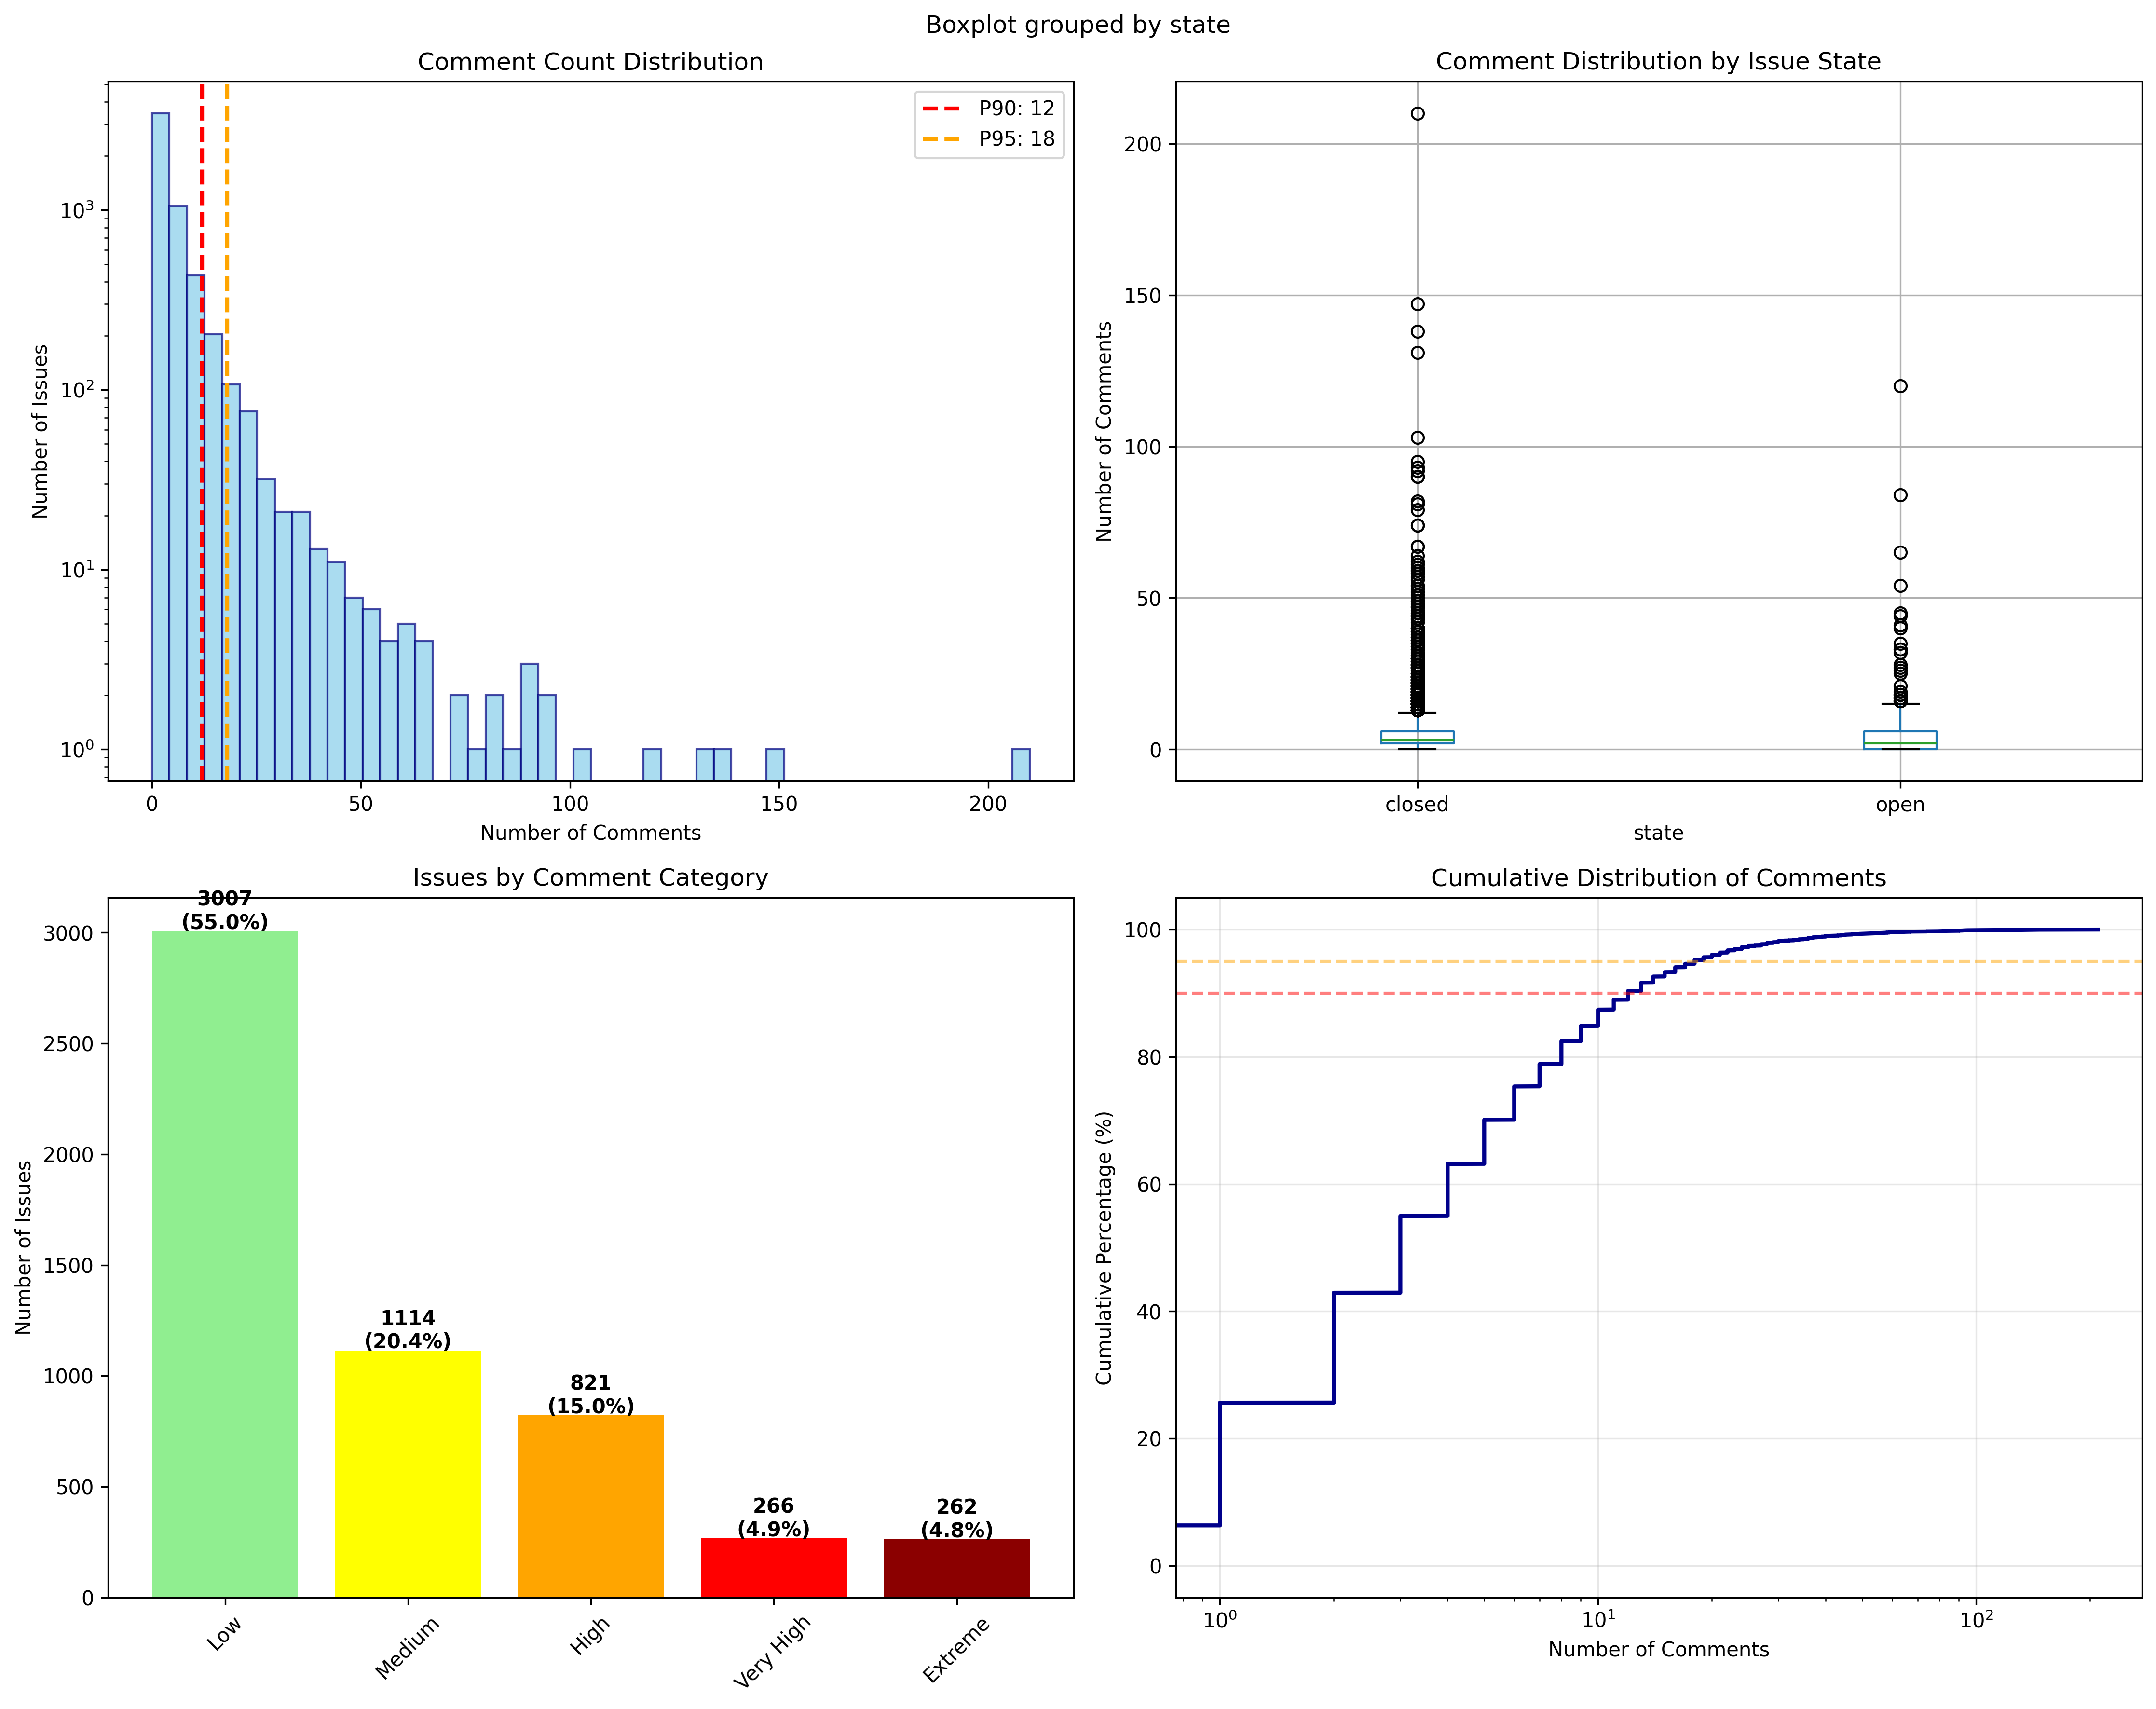 Boxplot grouped by state
Comment Count Distribution
P90: 12
P95: 18
Number of Issues
10³
10²
10¹
10⁰
0
50
100
150
200
Number of Comments
Comment Distribution by Issue State
Number of Comments
200
150
100
50
0
closed
open
state
Issues by Comment Category
Number of Issues
3000
2500
2000
1500
1000
500
0
3007
(55.0%)
1114
(20.4%)
821
(15.0%)
266
(4.9%)
262
(4.8%)
Low
Medium
High
Very High
Extreme
Cumulative Distribution of Comments
Cumulative Percentage (%)
100
80
60
40
20
0
10⁰
10¹
10²
Number of Comments